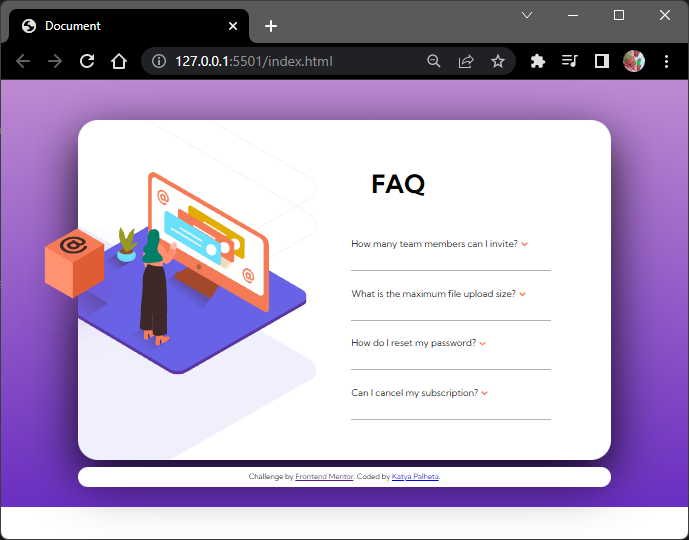 Document
127.0.0.1:5501/index.html
FAQ
@
@
@
How many team members can I invite?
What is the maximum file upload size?
How do I reset my password?
Can I cancel my subscription?
Challenge by Frontend Mentor. Coded by Katya Palheta.